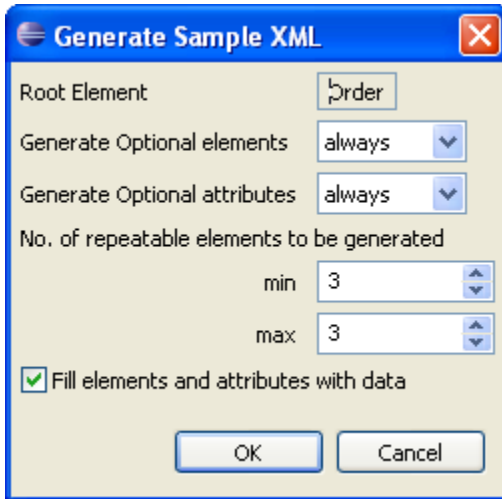 Generate Sample XML
Root Element Order
Generate Optional elements always
Generate Optional attributes always
No. of repeatable elements to be generated
min 3
max 3
Fill elements and attributes with data
OK Cancel